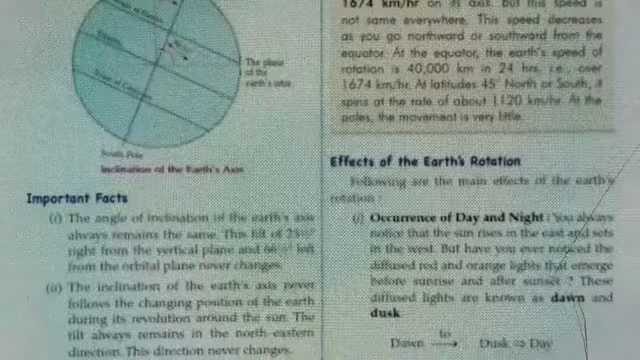 Equator
The plane
of the
earth's orbit
South Pole
Inclination of the Earth's Axis
Important Facts
(i) The angle of inclination of the earth's axis
always remains the same. This tilt of 23½°
right from the vertical plane and 66½° left
from the orbital plane never changes.
(ii) The inclination of the earth's axis never
follows the changing position of the earth
during its revolution around the sun. The
tilt always remains in the north eastern
direction. This direction never changes.
1674 km/hr on its axis. But this speed is
not same everywhere. This speed decreases
as you go northward or southward from the
equator. At the equator, the earth's speed of
rotation is 40,000 km in 24 hrs, i.e., over
1674 km/hr. At latitudes 45° North or South, it
spins at the rate of about 1120 km/hr. At the
poles, the movement is very little.
Effects of the Earth's Rotation
Following are the main effects of the earth's
rotation :
(i) Occurrence of Day and Night : You always
notice that the sun rises in the east and sets
in the west. But have you ever noticed the
diffused red and orange lights that emerge
before sunrise and after sunset ? These
diffused lights are known as dawn and
dusk.
to
Dawn ⟶ Dusk ⇒ Day